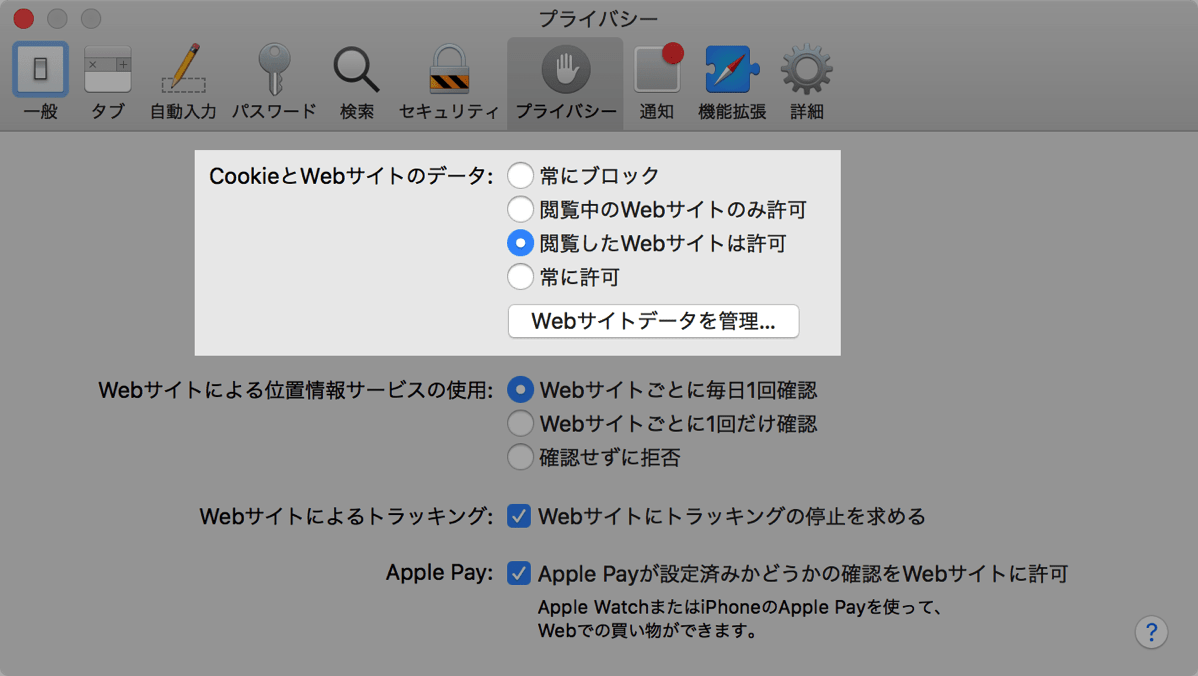 プライバシー
一般 タブ 自動入力 パスワード 検索 セキュリティ プライバシー 通知 機能拡張 詳細
CookieとWebサイトのデータ: 常にブロック
閲覧中のWebサイトのみ許可
閲覧したWebサイトは許可
常に許可
Webサイトデータを管理...
Webサイトによる位置情報サービスの使用: Webサイトごとに毎日1回確認
Webサイトごとに1回だけ確認
確認せずに拒否
Webサイトによるトラッキング: Webサイトにトラッキングの停止を求める
Apple Pay: Apple Payが設定済みかどうかの確認をWebサイトに許可
Apple WatchまたはiPhoneのApple Payを使って、
Webでの買い物ができます。
?